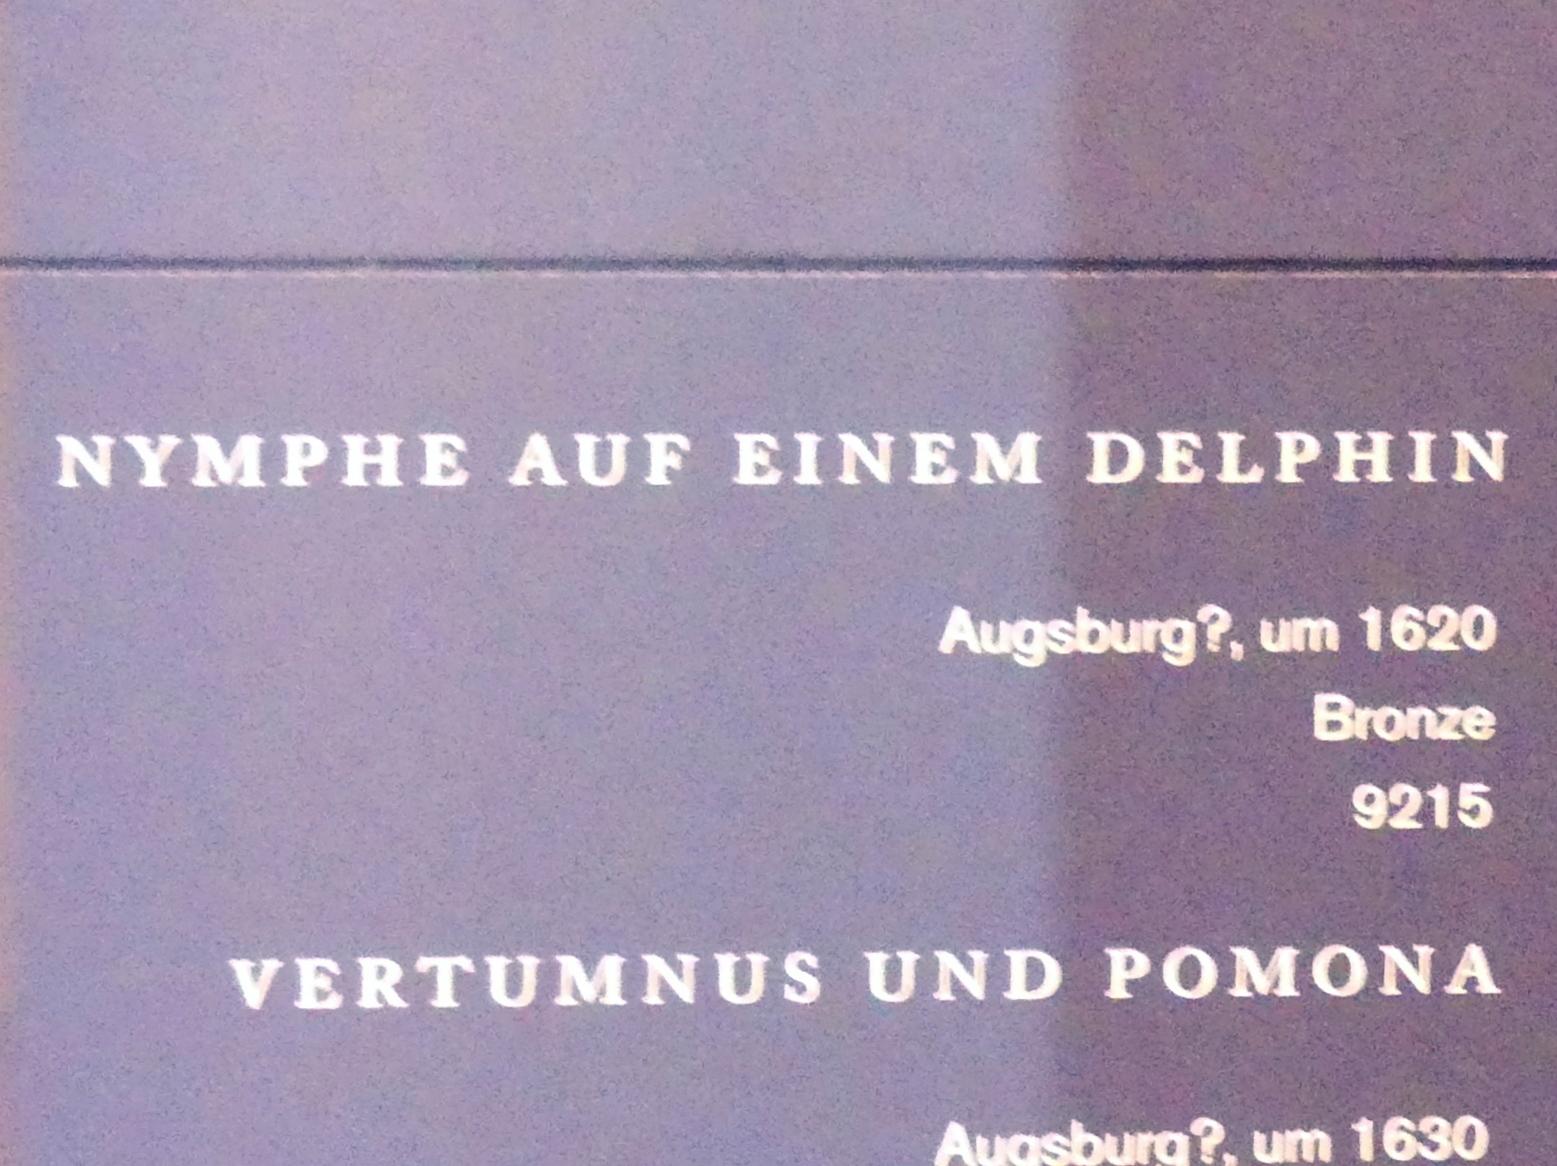 NYMPHE AUF EINEM DELPHIN
Augsburg?, um 1620
Bronze
9215
VERTUMNUS UND POMONA
Augsburg?, um 1630